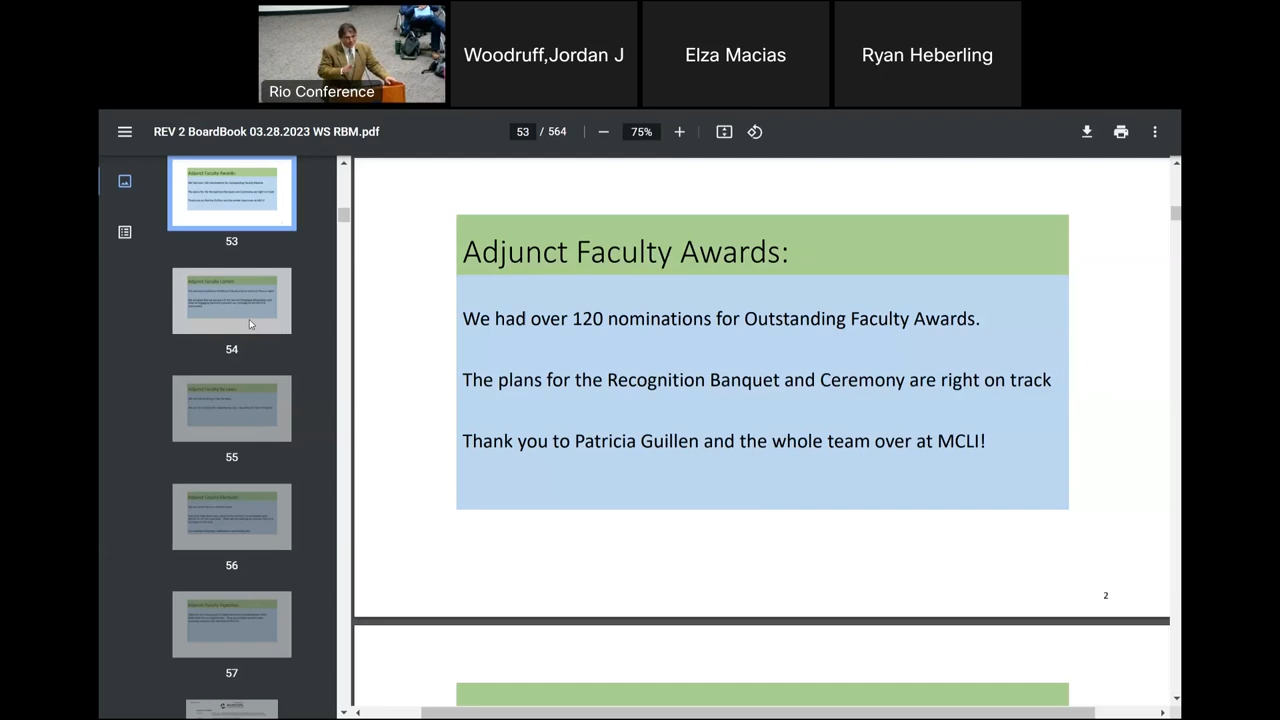 Rio Conference
Woodruff,Jordan J
Elza Macias
Ryan Heberling
REV 2 BoardBook 03.28.2023 WS RBM.pdf
53 / 564
75%
53
54
55
56
57
Adjunct Faculty Awards:
We had over 120 nominations for Outstanding Faculty Awards.
The plans for the Recognition Banquet and Ceremony are right on track
Thank you to Patricia Guillen and the whole team over at MCLI!
2